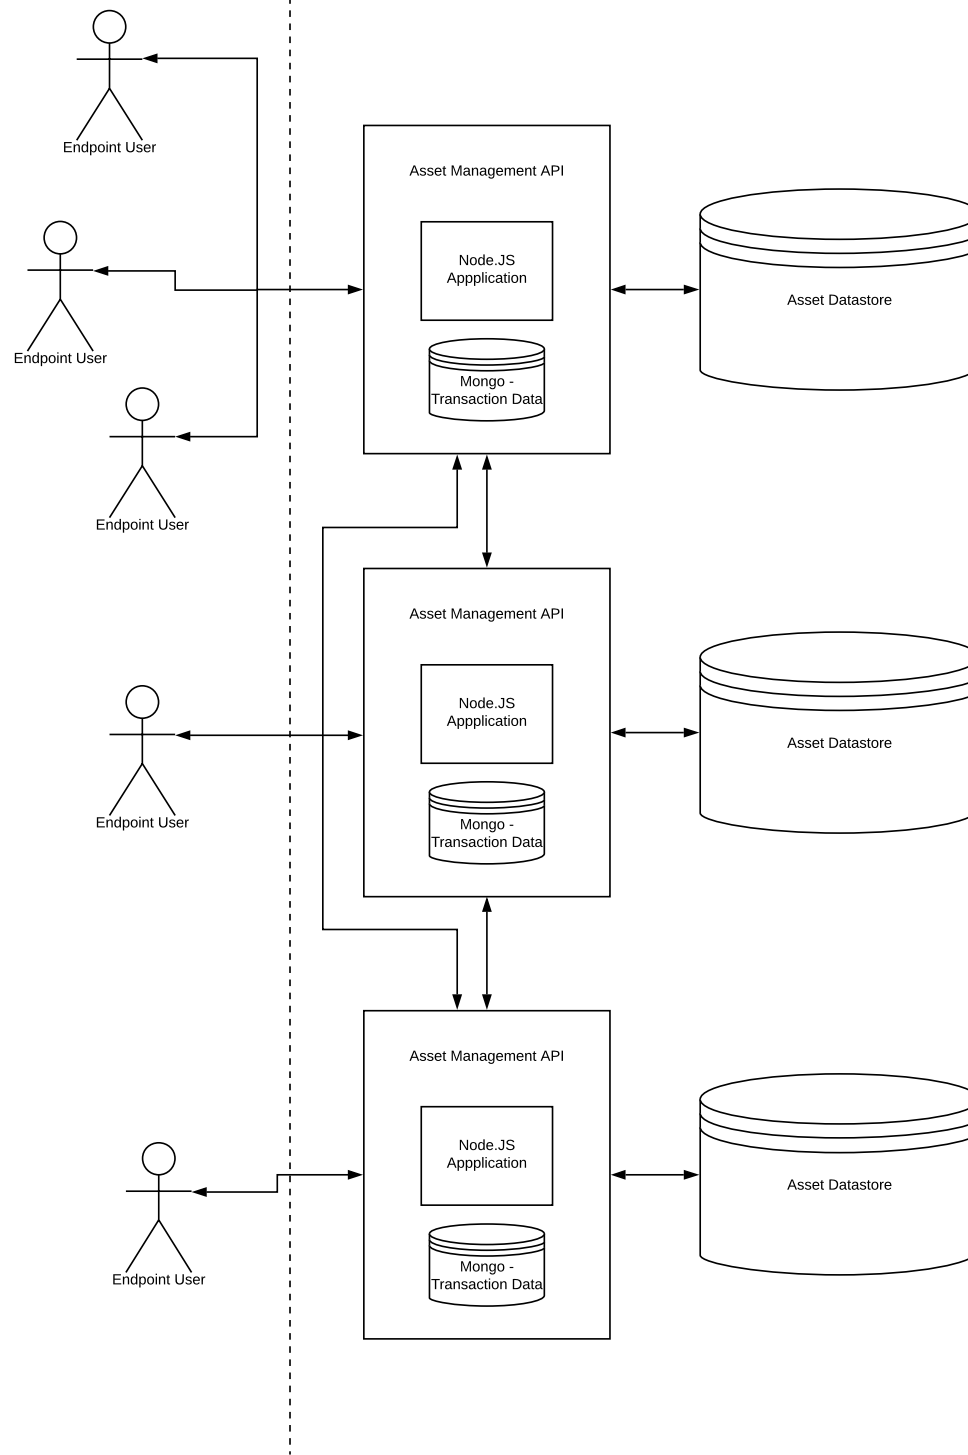 Endpoint User
Endpoint User
Endpoint User
Asset Management API
Node.JS
Appplication
Mongo -
Transaction Data
Asset Datastore
Endpoint User
Asset Management API
Node.JS
Appplication
Mongo -
Transaction Data
Asset Datastore
Endpoint User
Asset Management API
Node.JS
Appplication
Mongo -
Transaction Data
Asset Datastore